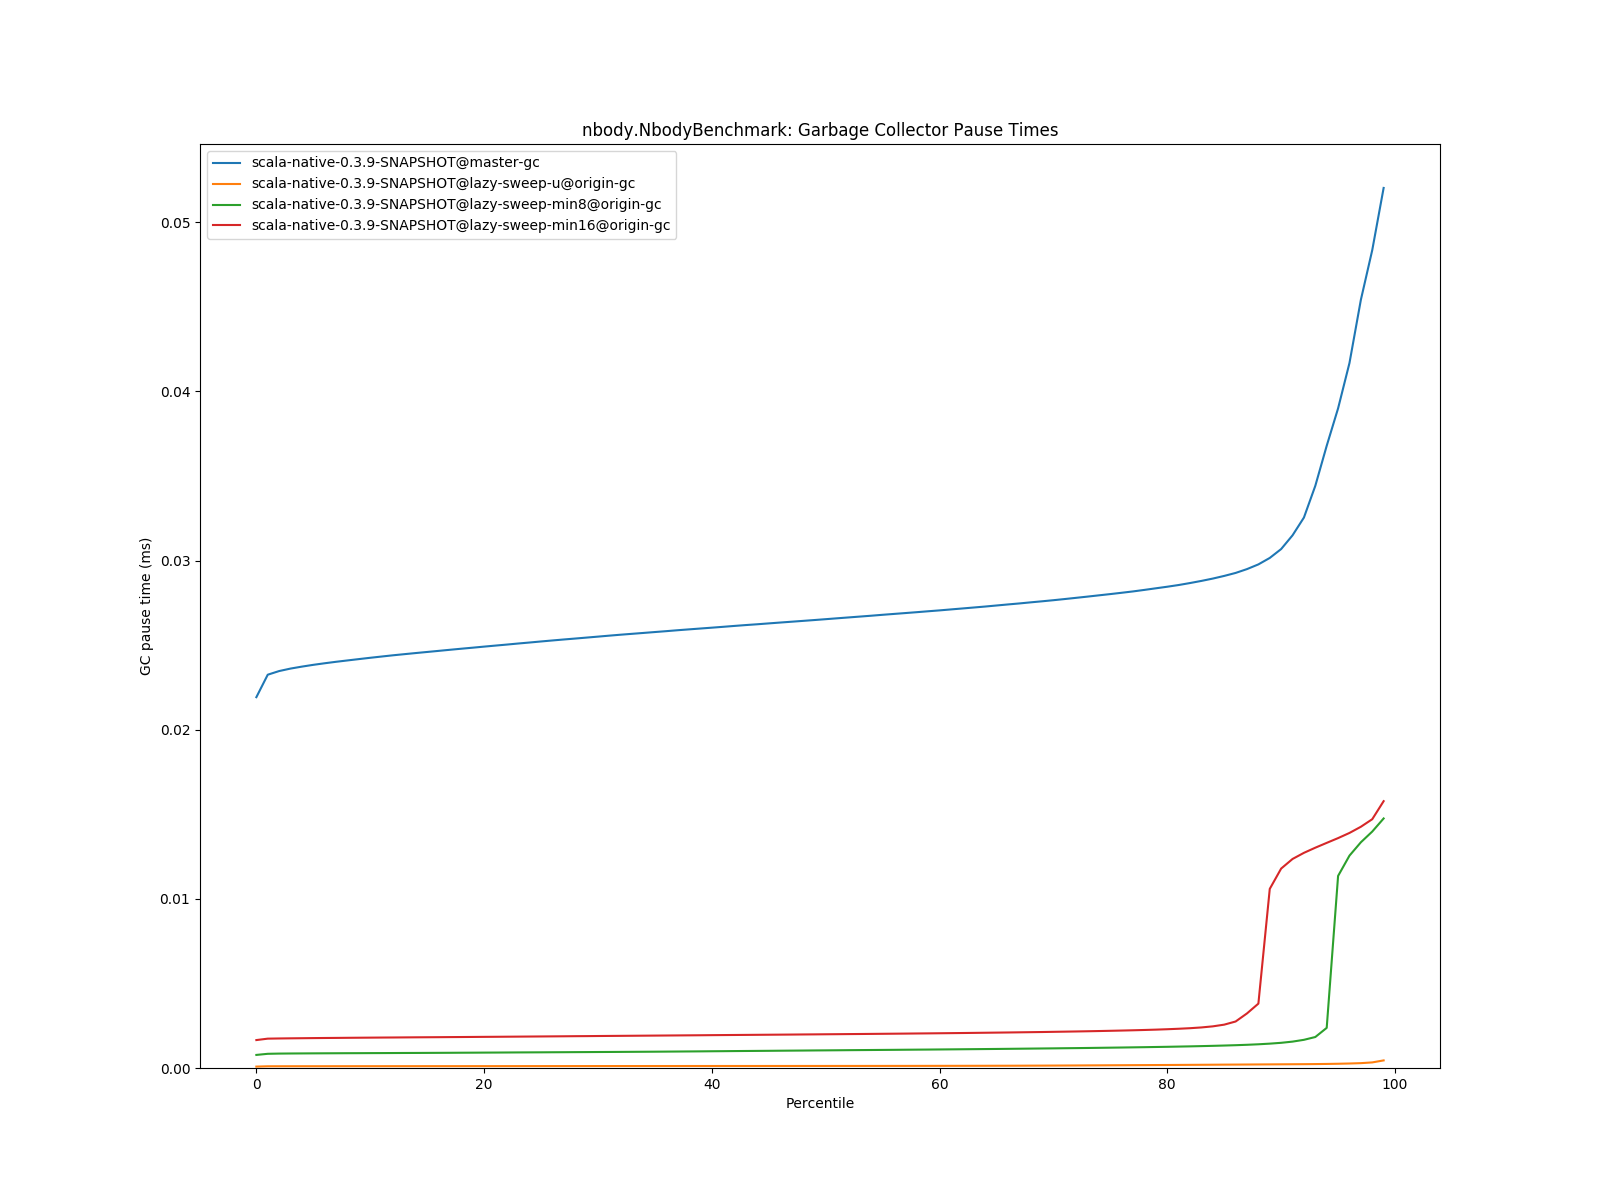 nbody.NbodyBenchmark: Garbage Collector Pause Times
scala-native-0.3.9-SNAPSHOT@master-gc
scala-native-0.3.9-SNAPSHOT@lazy-sweep-u@origin-gc
scala-native-0.3.9-SNAPSHOT@lazy-sweep-min8@origin-gc
scala-native-0.3.9-SNAPSHOT@lazy-sweep-min16@origin-gc
GC pause time (ms)
0.05
0.04
0.03
0.02
0.01
0.00
0 20 40 60 80 100
Percentile